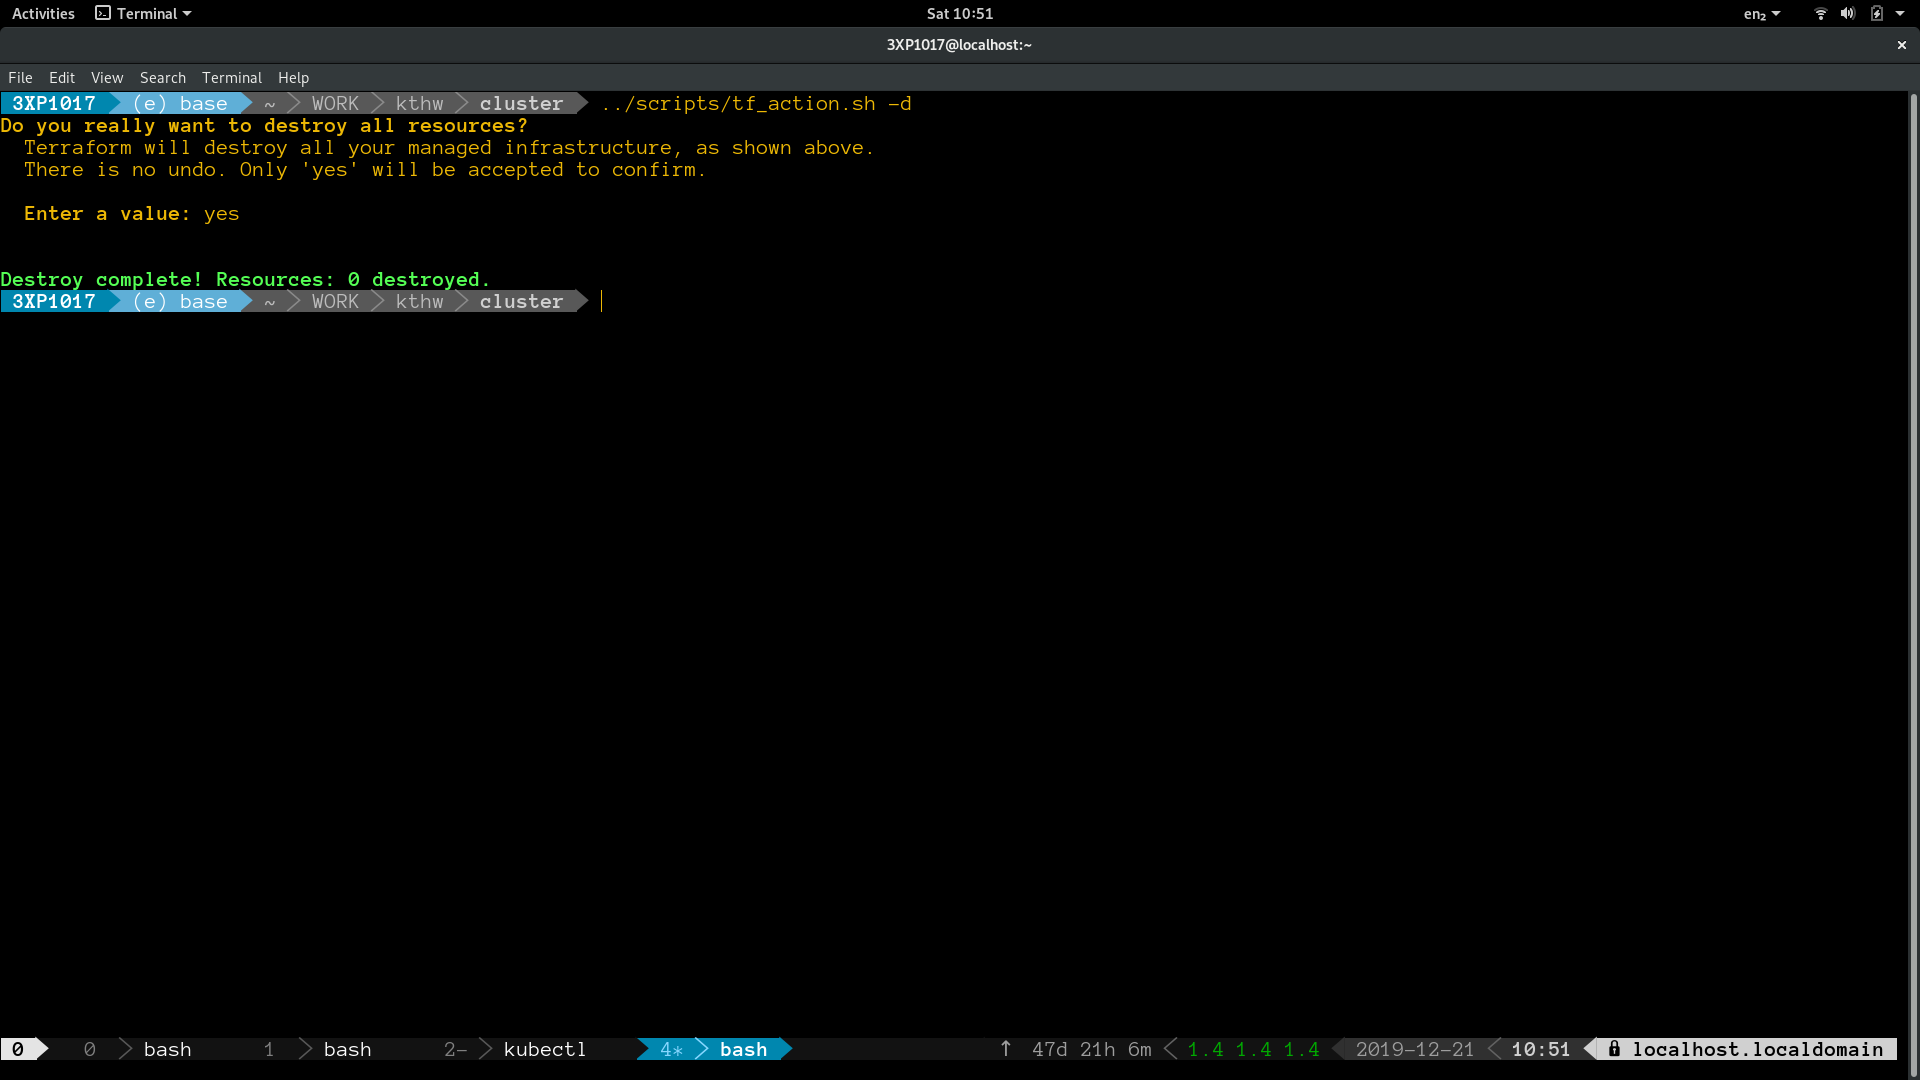 Activities Terminal Sat 10:51 en₂
3XP1017@localhost:~ ×
File Edit View Search Terminal Help
3XP1017 (e) base ~ WORK kthw cluster ../scripts/tf_action.sh -d
Do you really want to destroy all resources?
Terraform will destroy all your managed infrastructure, as shown above.
There is no undo. Only 'yes' will be accepted to confirm.
Enter a value: yes
Destroy complete! Resources: 0 destroyed.
3XP1017 (e) base ~ WORK kthw cluster
0 0 bash 1 bash 2- kubectl 4* bash ↑ 47d 21h 6m 1.4 1.4 1.4 2019-12-21 10:51 localhost.localdomain